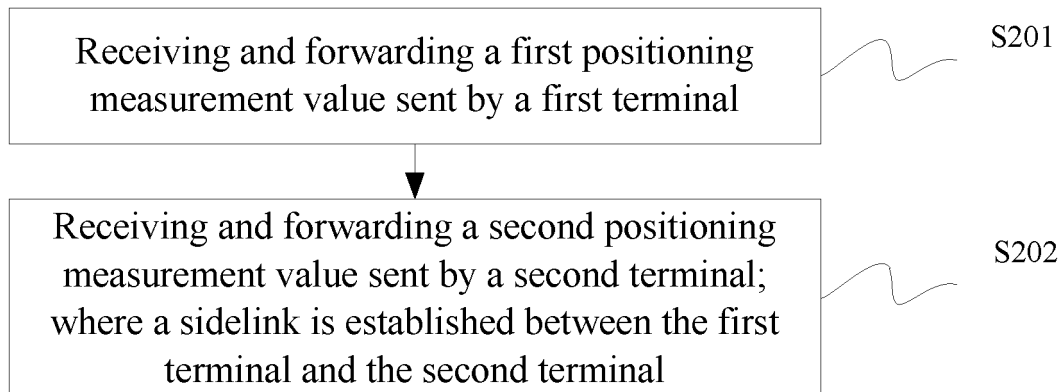 Receiving and forwarding a first positioning
measurement value sent by a first terminal
S201
Receiving and forwarding a second positioning
measurement value sent by a second terminal;
where a sidelink is established between the first
terminal and the second terminal
S202